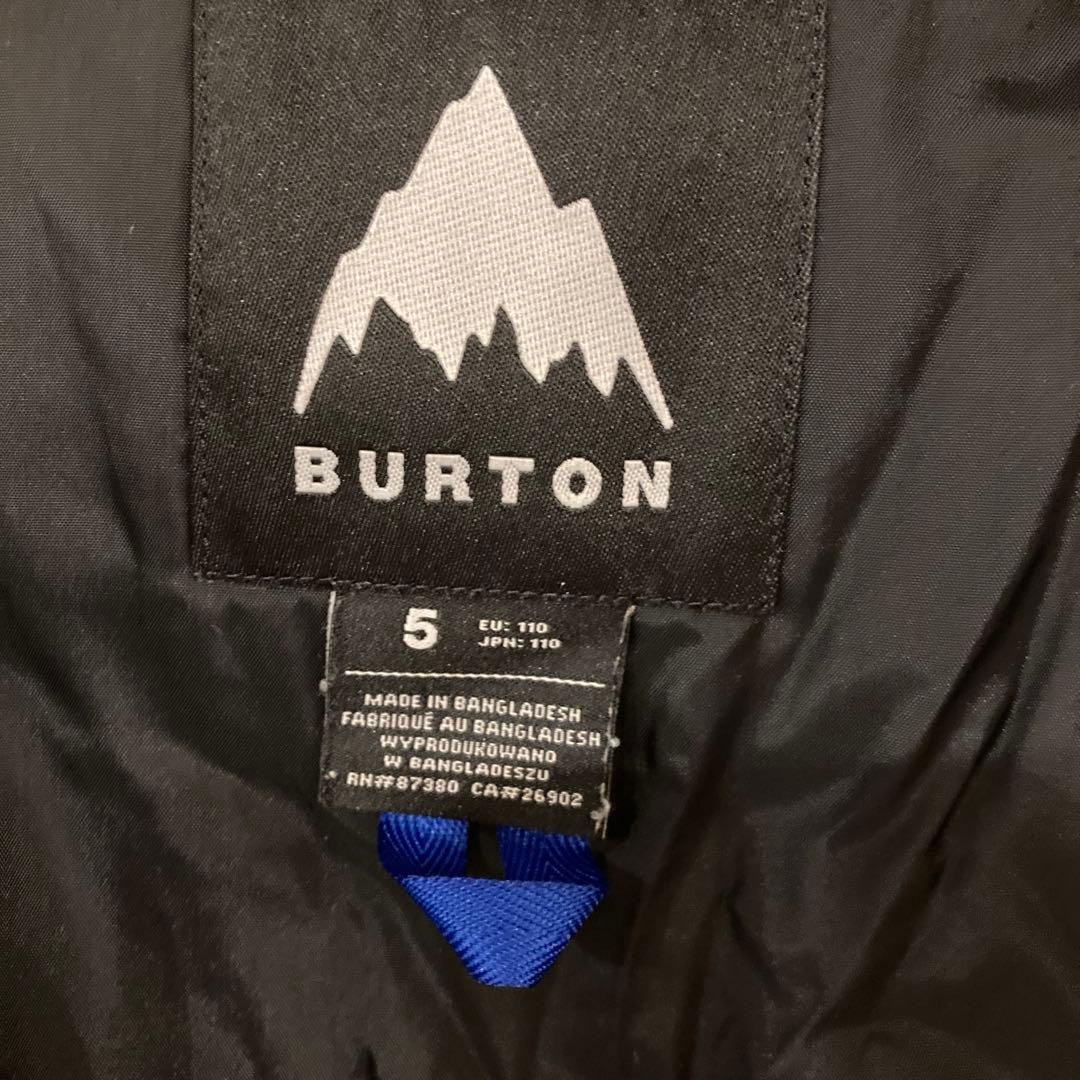 BURTON
5
EU: 110
JPN: 110
MADE IN BANGLADESH
FABRIQUÉ AU BANGLADESH
WYPRODUKOWANO
W BANGLADESZU
RN#87380 CA#26902